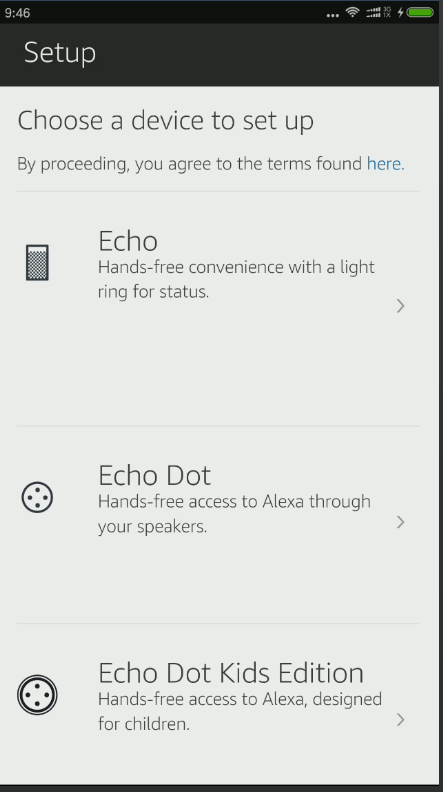 9:46
3G
1X
Setup
Choose a device to set up
By proceeding, you agree to the terms found here.
Echo
Hands-free convenience with a light
ring for status.
Echo Dot
Hands-free access to Alexa through
your speakers.
Echo Dot Kids Edition
Hands-free access to Alexa, designed
for children.